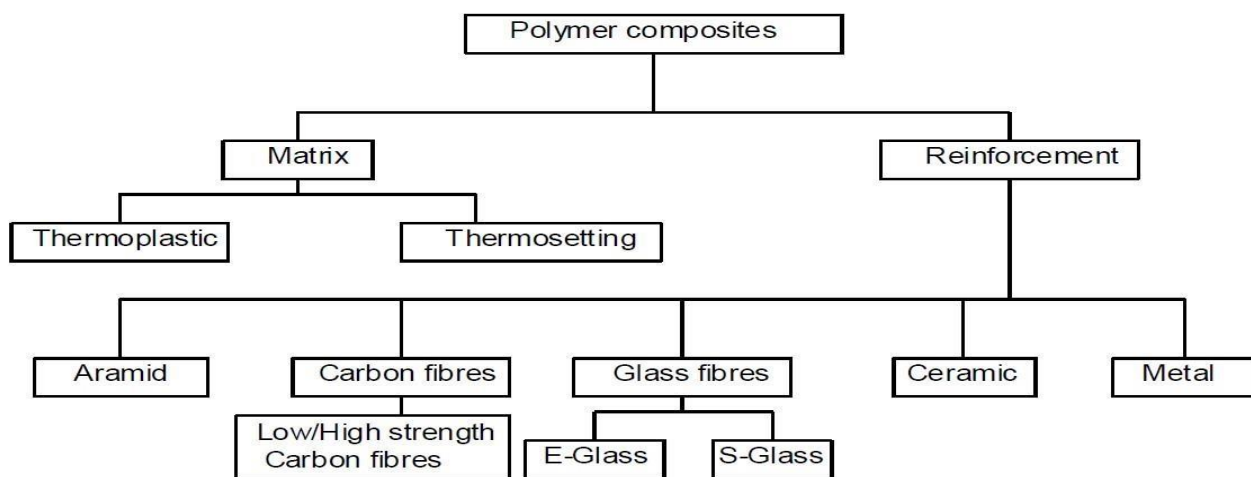 Polymer composites
Matrix
Reinforcement
Thermoplastic
Thermosetting
Aramid
Carbon fibres
Glass fibres
Ceramic
Metal
Low/High strength
Carbon fibres
E-Glass
S-Glass